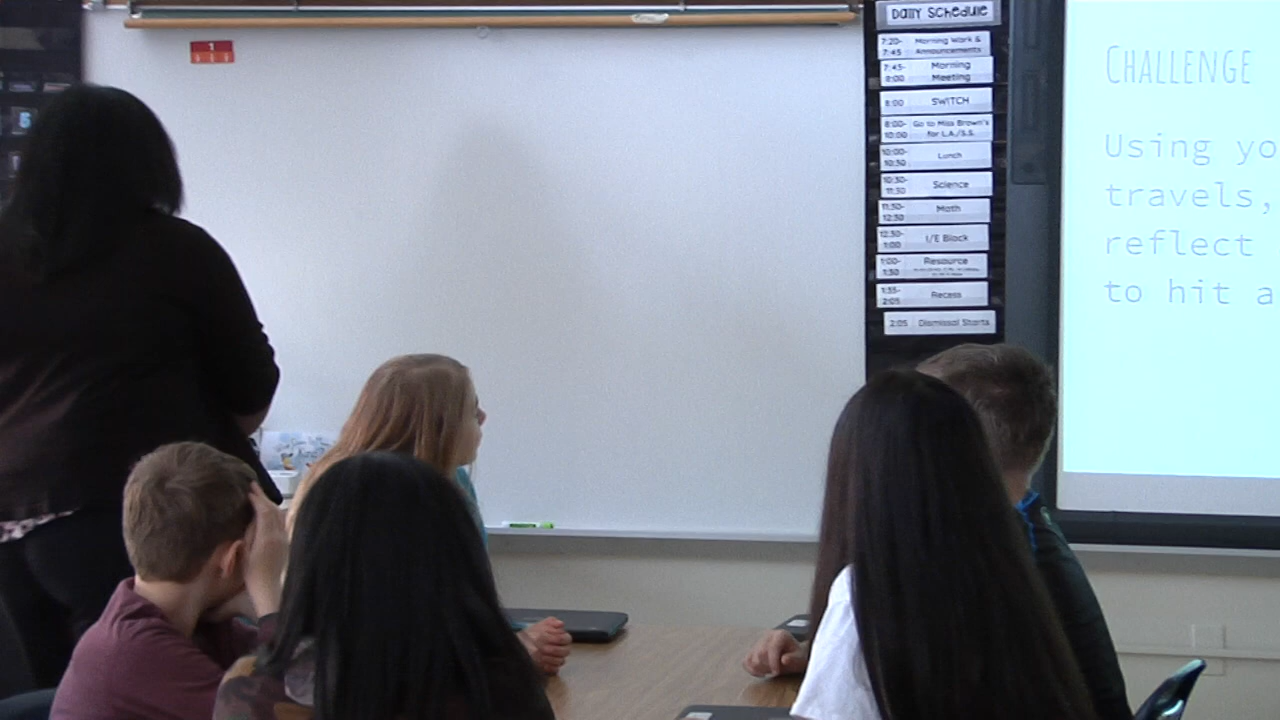 Daily Schedule
7:20-
7:45
Morning Work &
Announcements
7:45-
8:00
Morning
Meeting
8:00
SWITCH
8:00-
10:00
Go to Miss Brown's
for L.A./S.S.
10:00-
10:30
Lunch
10:30-
11:30
Science
11:30-
12:30
Math
12:30-
1:00
I/E Block
1:00-
1:30
Resource
1:35-
2:05
Recess
2:05
Dismissal Starts
CHALLENGE
Using yo
travels,
reflect
to hit a
1
5